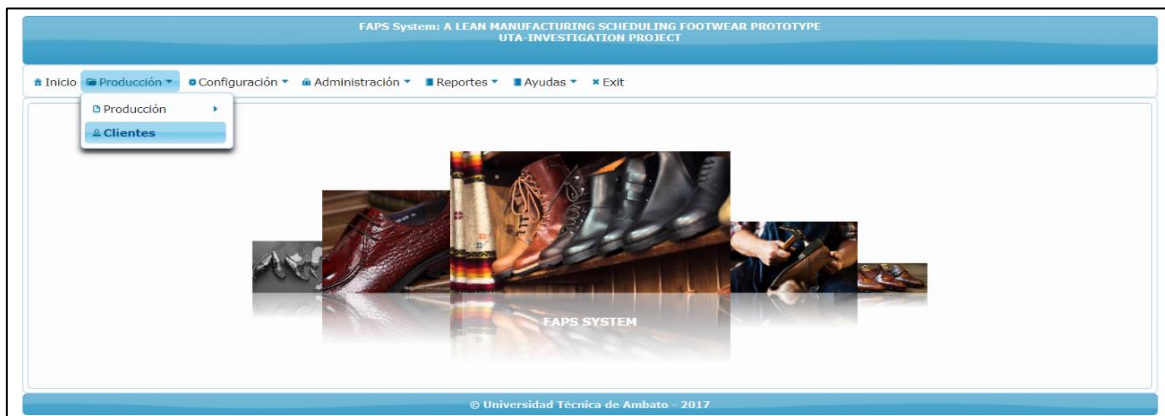 FAPS System: A LEAN MANUFACTURING SCHEDULING FOOTWEAR PROTOTYPE
UTA-INVESTIGATION PROJECT
Inicio Producción Configuración Administración Reportes Ayudas Exit
Producción
Clientes
FAPS SYSTEM
© Universidad Técnica de Ambato - 2017